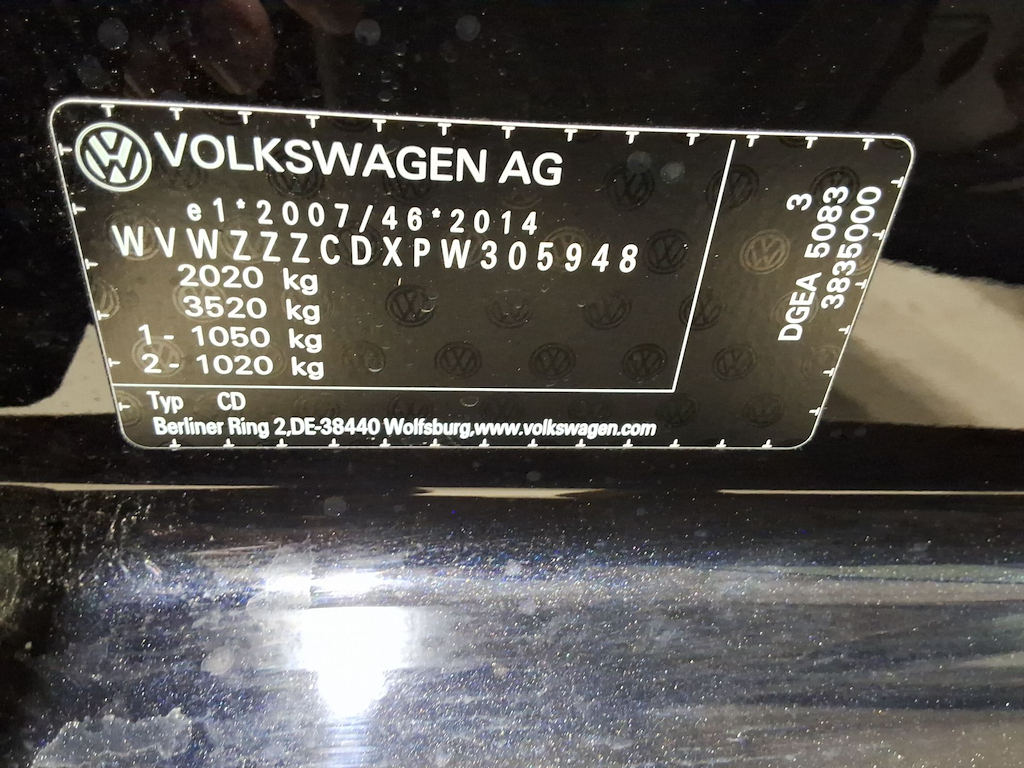 VOLKSWAGEN AG
e1*2007/46*2014
WVWZZZCDXPW305948
2020 kg
3520 kg
1- 1050 kg
2- 1020 kg
Typ CD
Berliner Ring 2,DE-38440 Wolfsburg,www.volkswagen.com
3
DGEA 5083
3835000